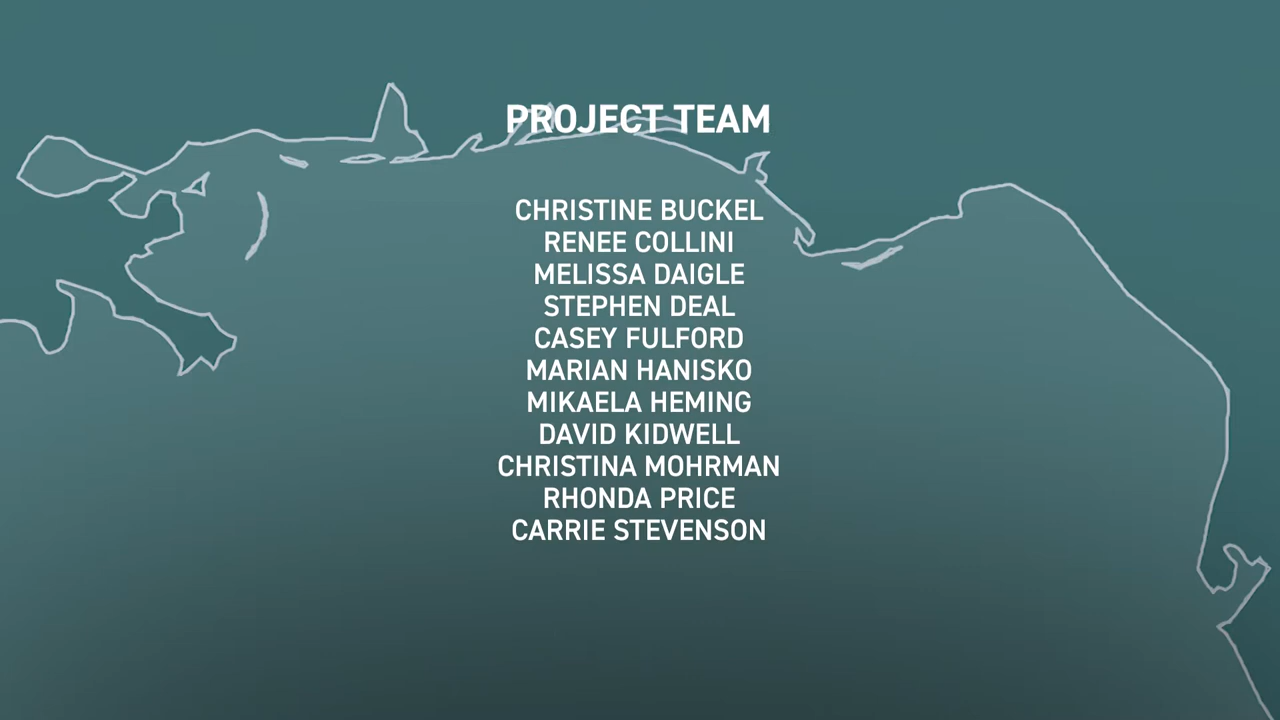 PROJECT TEAM
CHRISTINE BUCKEL
RENEE COLLINI
MELISSA DAIGLE
STEPHEN DEAL
CASEY FULFORD
MARIAN HANISKO
MIKAELA HEMING
DAVID KIDWELL
CHRISTINA MOHRMAN
RHONDA PRICE
CARRIE STEVENSON